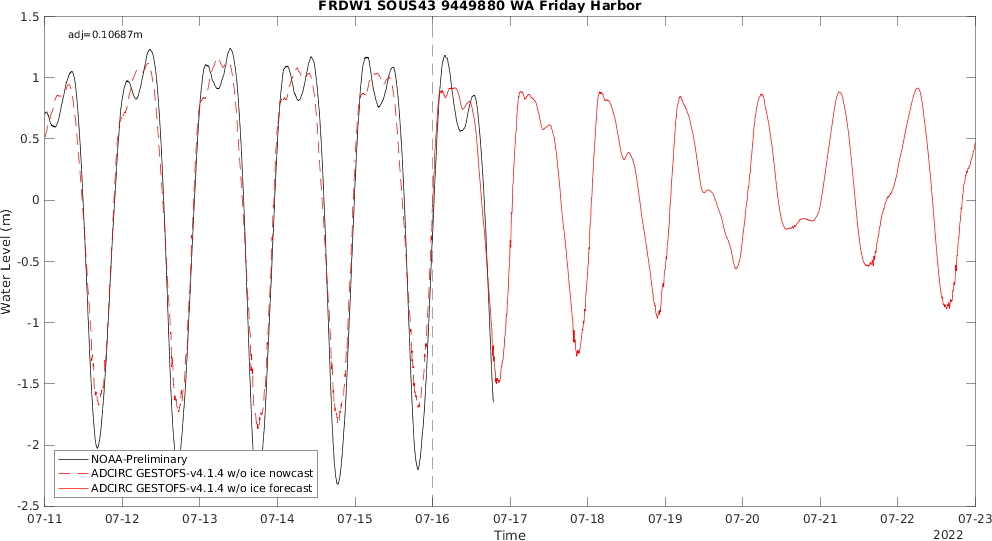 FRDW1 SOUS43 9449880 WA Friday Harbor
adj=0.10687m
1.5
1
0.5
0
-0.5
-1
-1.5
-2
-2.5
Water Level (m)
NOAA-Preliminary
ADCIRC GESTOFS-v4.1.4 w/o ice nowcast
ADCIRC GESTOFS-v4.1.4 w/o ice forecast
07-11 07-12 07-13 07-14 07-15 07-16 07-17 07-18 07-19 07-20 07-21 07-22 07-23
Time
2022